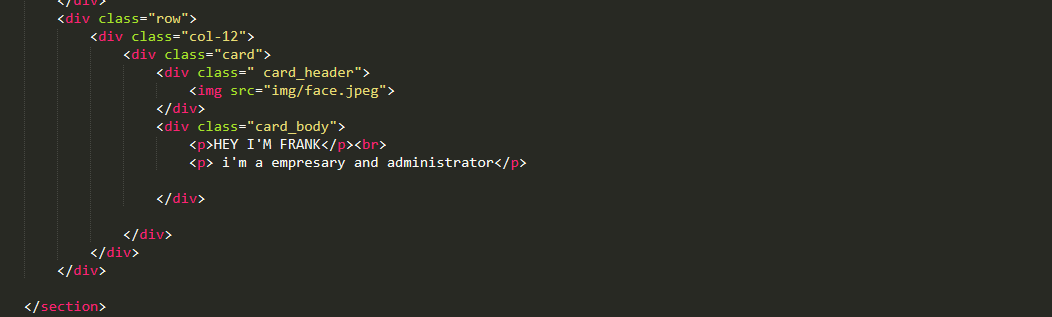 </div>
<div class="row">
<div class="col-12">
<div class="card">
<div class=" card_header">
<img src="img/face.jpeg">
</div>
<div class="card_body">
<p>HEY I'M FRANK</p><br>
<p> i'm a empresary and administrator</p>
</div>
</div>
</div>
</div>
</section>